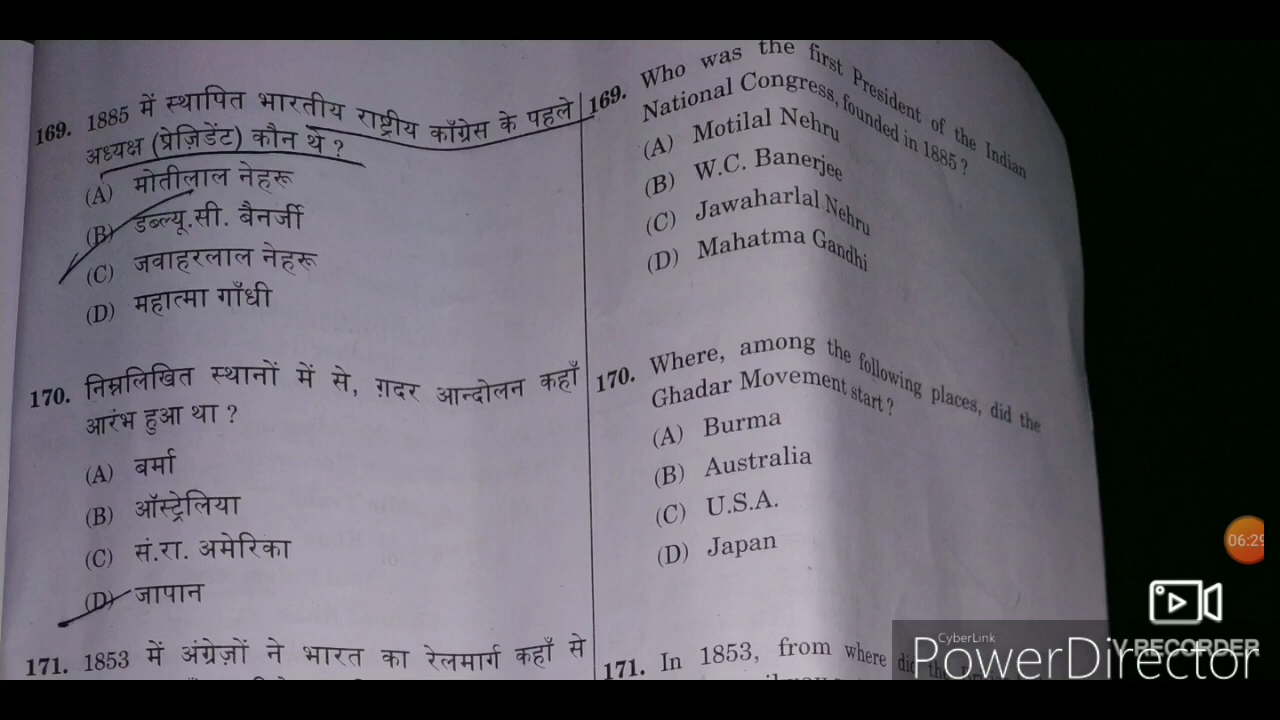 169. 1885 में स्थापित भारतीय राष्ट्रीय काँग्रेस के पहले
अध्यक्ष (प्रेज़िडेंट) कौन थे ?
(A) मोतीलाल नेहरू
(B) डब्ल्यू.सी. बैनर्जी
(C) जवाहरलाल नेहरू
(D) महात्मा गाँधी
170. निम्नलिखित स्थानों में से, ग़दर आन्दोलन कहाँ
आरंभ हुआ था ?
(A) बर्मा
(B) ऑस्ट्रेलिया
(C) सं.रा. अमेरिका
(D) जापान
171. 1853 में अंग्रेज़ों ने भारत का रेलमार्ग कहाँ से
169. Who was the first President of the Indian
National Congress, founded in 1885 ?
(A) Motilal Nehru
(B) W.C. Banerjee
(C) Jawaharlal Nehru
(D) Mahatma Gandhi
170. Where, among the following places, did the
Ghadar Movement start ?
(A) Burma
(B) Australia
(C) U.S.A.
(D) Japan
171. In 1853, from where did the
06:29
V RECORDER
CyberLink
PowerDirector